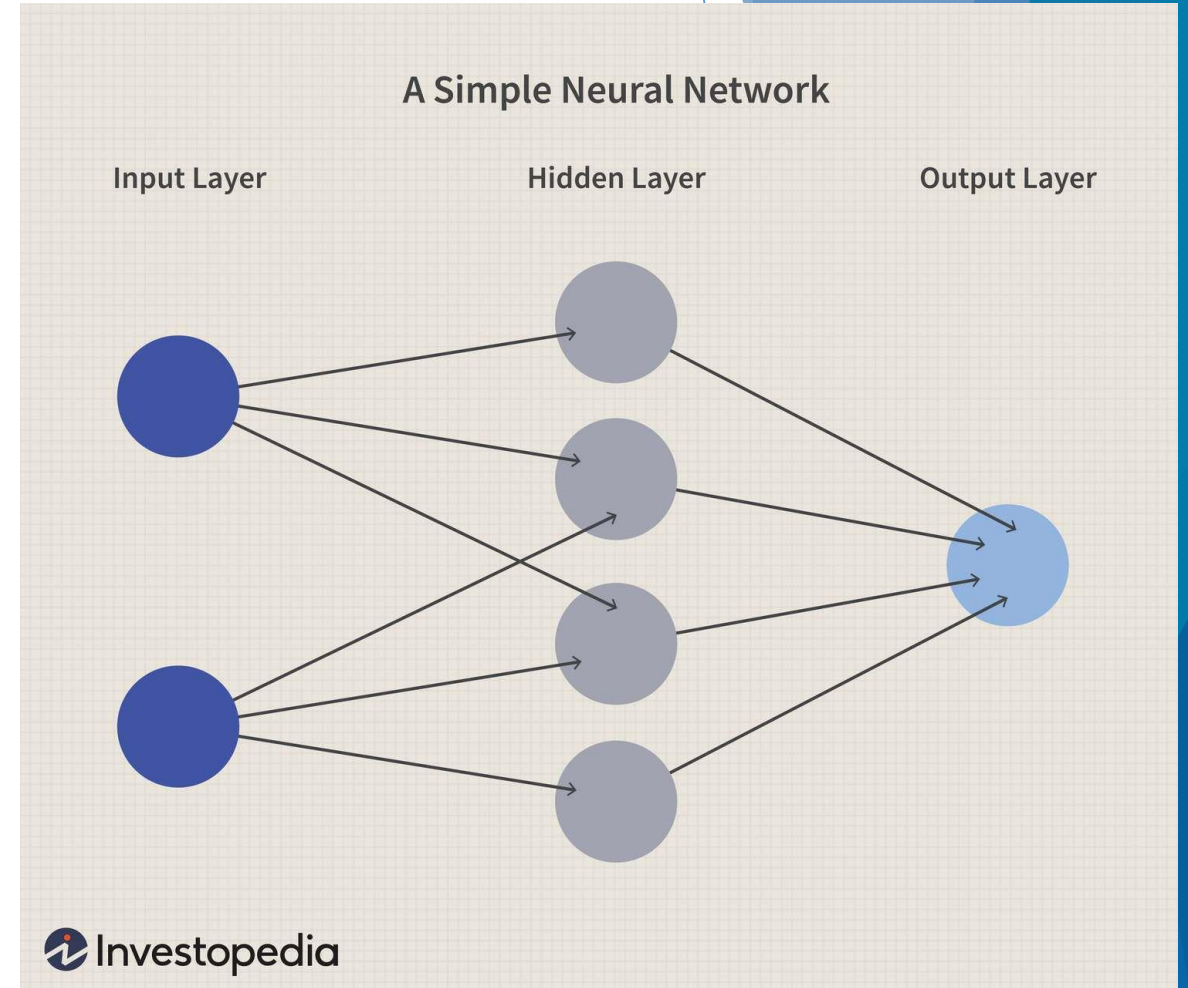 A Simple Neural Network
Input Layer
Hidden Layer
Output Layer
Investopedia